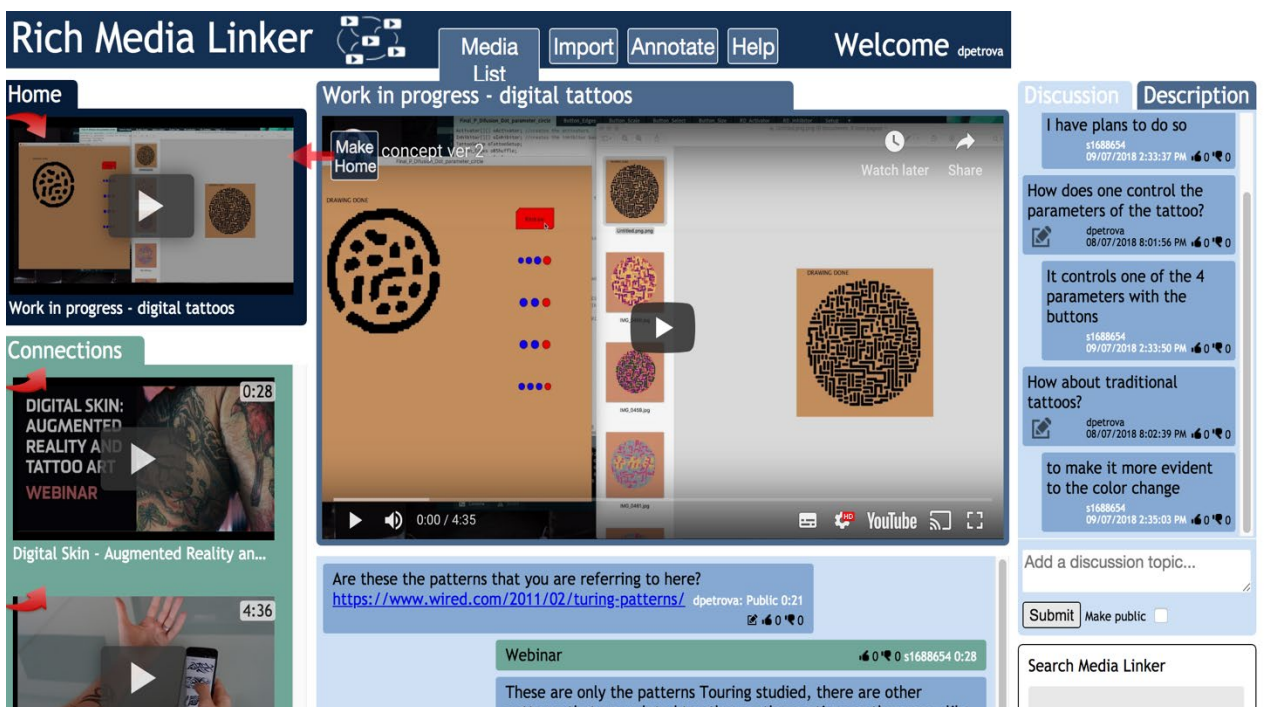 Rich Media Linker
Media
List
Import
Annotate
Help
Welcome dpetrova
Home
Work in progress - digital tattoos
Connections
0:28
DIGITAL SKIN:
AUGMENTED
REALITY AND
TATTOO ART
WEBINAR
Digital Skin - Augmented Reality an...
4:36
Work in progress - digital tattoos
Make
Home
concept ver 2
Watch later
Share
DRAWING DONE
Untitled.png.png
DRAWING DONE
0:00 / 4:35
HD
YouTube
Are these the patterns that you are referring to here?
https://www.wired.com/2011/02/turing-patterns/ dpetrova: Public 0:21
0 0
Webinar
0 0 s1688654 0:28
These are only the patterns Touring studied, there are other
Discussion
Description
I have plans to do so
s1688654
09/07/2018 2:33:37 PM 0 0
How does one control the
parameters of the tattoo?
dpetrova
08/07/2018 8:01:56 PM 0 0
It controls one of the 4
parameters with the
buttons
s1688654
09/07/2018 2:33:50 PM 0 0
How about traditional
tattoos?
dpetrova
08/07/2018 8:02:39 PM 0 0
to make it more evident
to the color change
s1688654
09/07/2018 2:35:03 PM 0 0
Add a discussion topic...
Submit Make public
Search Media Linker